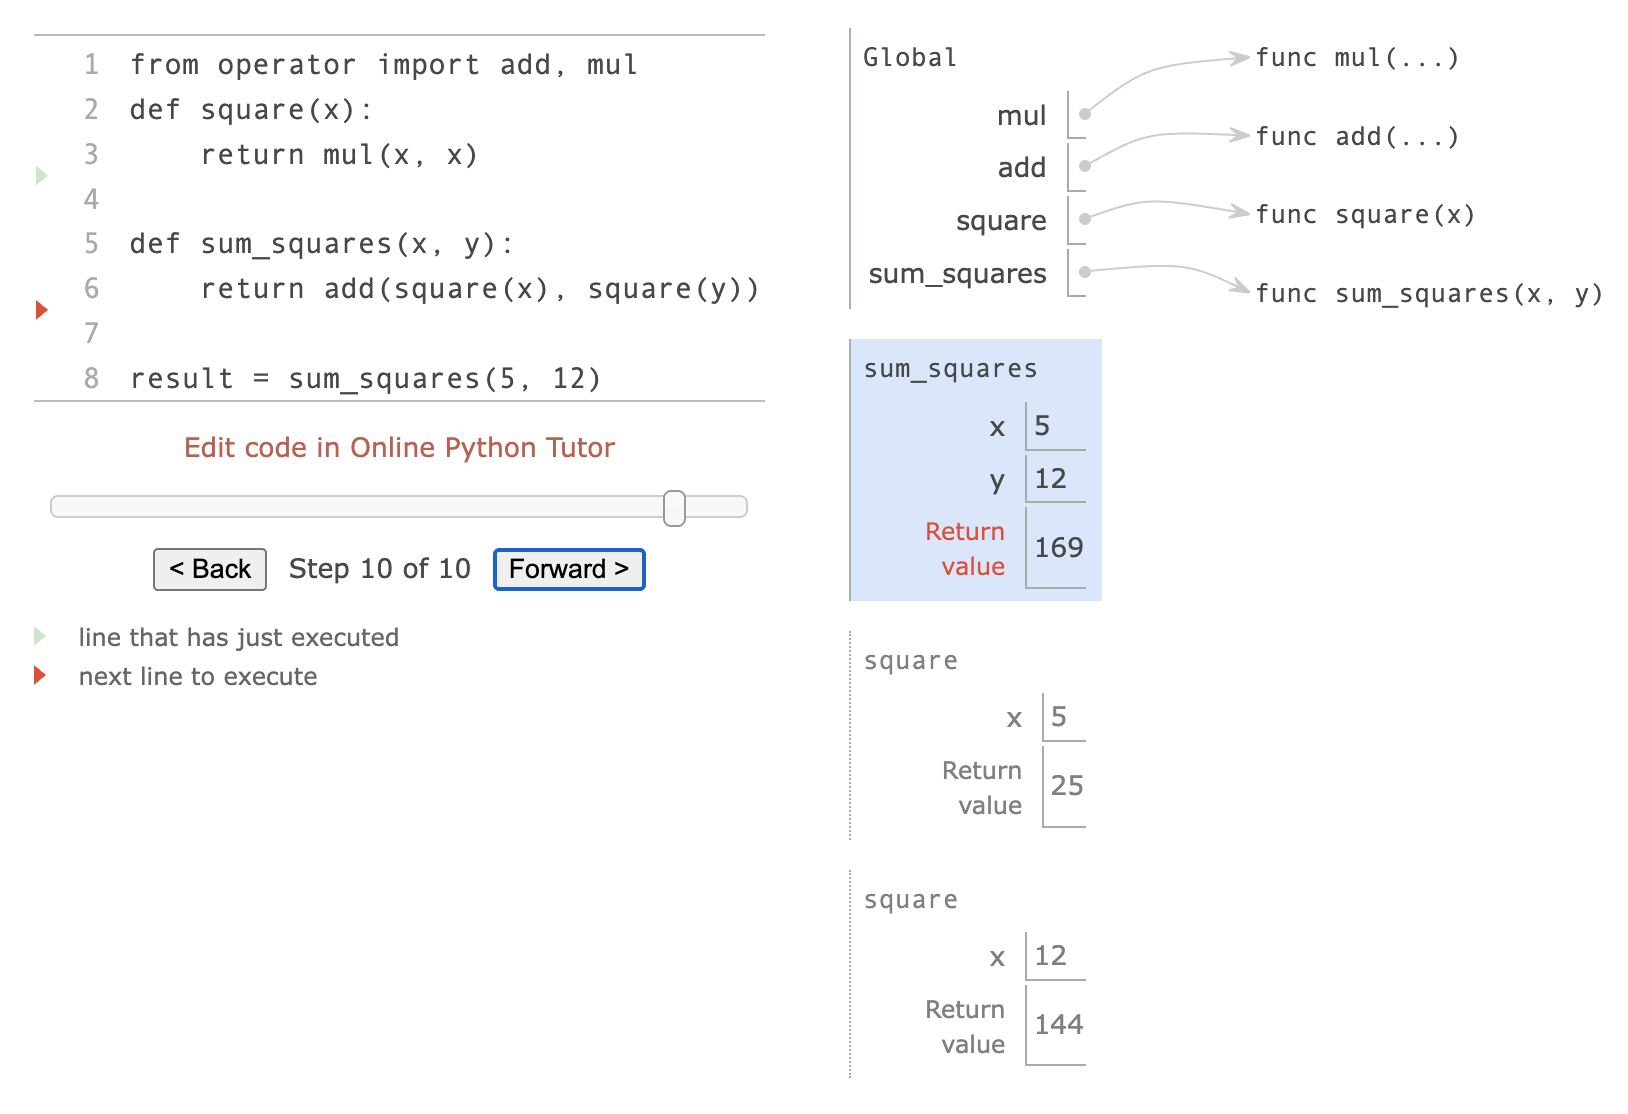 1 from operator import add, mul
2 def square(x):
3     return mul(x, x)
4
5 def sum_squares(x, y):
6     return add(square(x), square(y))
7
8 result = sum_squares(5, 12)
Edit code in Online Python Tutor
< Back Step 10 of 10 Forward >
line that has just executed
next line to execute
Global
mul
add
square
sum_squares
func mul(...)
func add(...)
func square(x)
func sum_squares(x, y)
sum_squares
x 5
y 12
Return
value 169
square
x 5
Return
value 25
square
x 12
Return
value 144